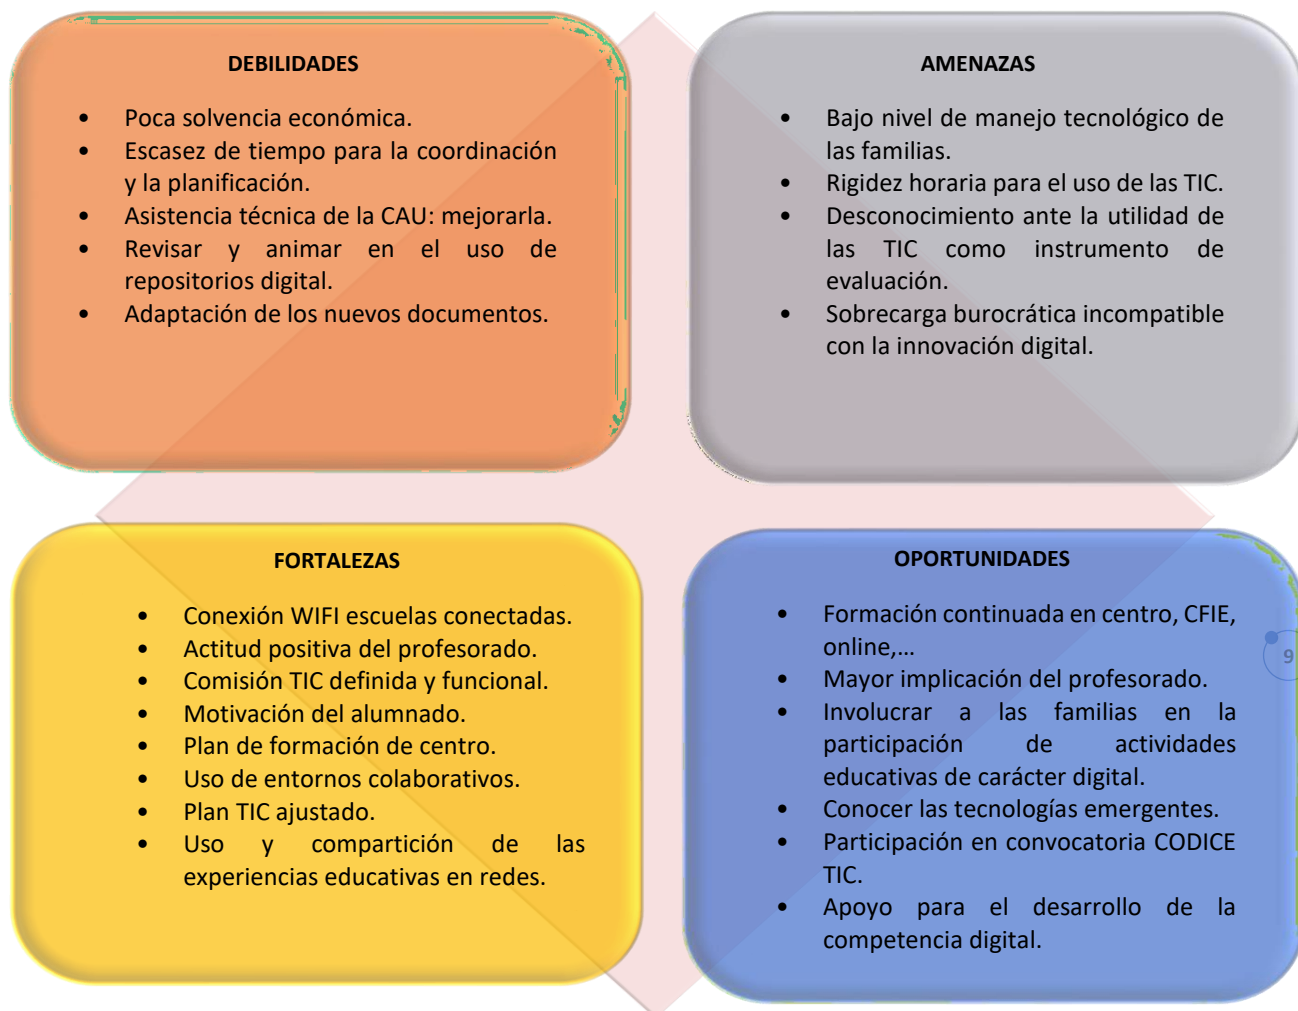 DEBILIDADES
• Poca solvencia económica.
• Escasez de tiempo para la coordinación
y la planificación.
• Asistencia técnica de la CAU: mejorarla.
• Revisar y animar en el uso de
repositorios digital.
• Adaptación de los nuevos documentos.
AMENAZAS
• Bajo nivel de manejo tecnológico de
las familias.
• Rigidez horaria para el uso de las TIC.
• Desconocimiento ante la utilidad de
las TIC como instrumento de
evaluación.
• Sobrecarga burocrática incompatible
con la innovación digital.
FORTALEZAS
• Conexión WIFI escuelas conectadas.
• Actitud positiva del profesorado.
• Comisión TIC definida y funcional.
• Motivación del alumnado.
• Plan de formación de centro.
• Uso de entornos colaborativos.
• Plan TIC ajustado.
• Uso y compartición de las
experiencias educativas en redes.
OPORTUNIDADES
• Formación continuada en centro, CFIE,
online,...
• Mayor implicación del profesorado.
• Involucrar a las familias en la
participación de actividades
educativas de carácter digital.
• Conocer las tecnologías emergentes.
• Participación en convocatoria CODICE
TIC.
• Apoyo para el desarrollo de la
competencia digital.
9